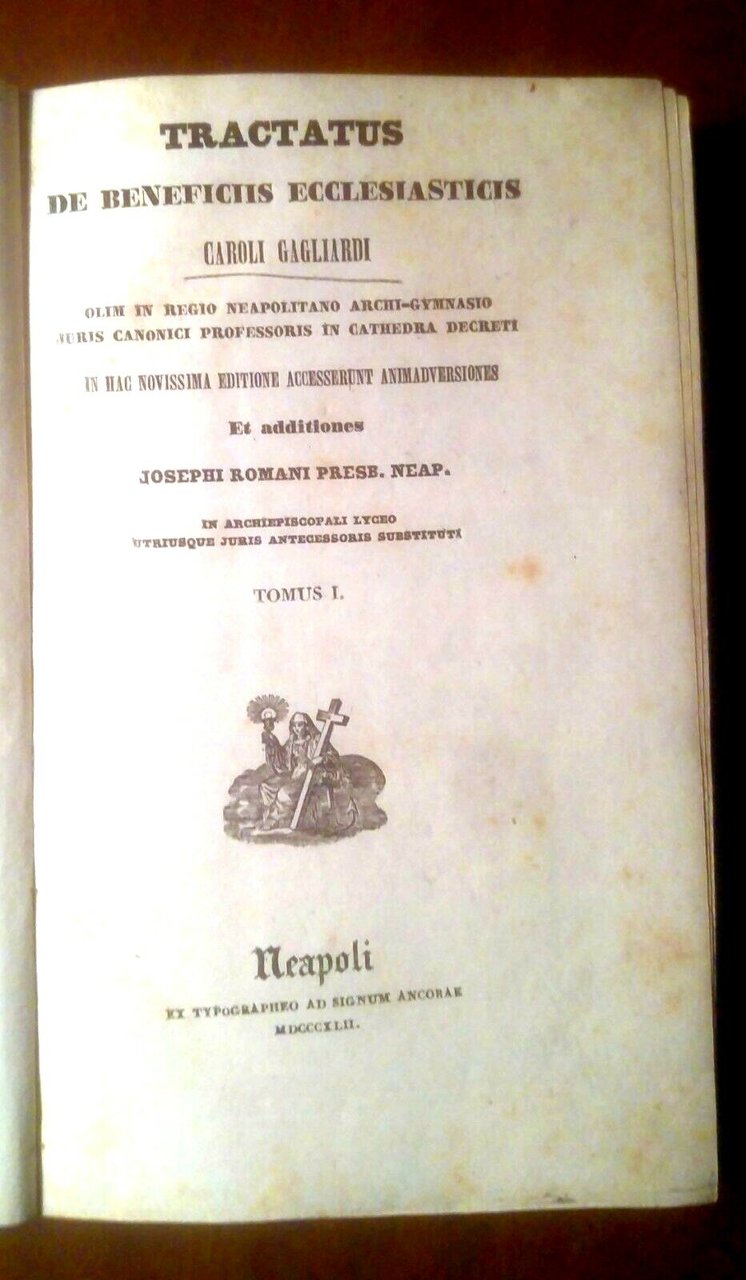 TRACTATUS
DE BENEFICIIS ECCLESIASTICIS
CAROLI GAGLIARDI
OLIM IN REGIO NEAPOLITANO ARCHI-GYMNASIO
JURIS CANONICI PROFESSORIS IN CATHEDRA DECRETI
IN HAC NOVISSIMA EDITIONE ACCESSERUNT ANIMADVERSIONES
Et additiones
JOSEPHI ROMANI PRESB. NEAP.
IN ARCHIEPISCOPALI LYCEO
UTRIUSQUE JURIS ANTECESSORIS SUBSTITUTI
TOMUS I.
Neapoli
EX TYPOGRAPHEO AD SIGNUM ANCORAE
MDCCCXLII.